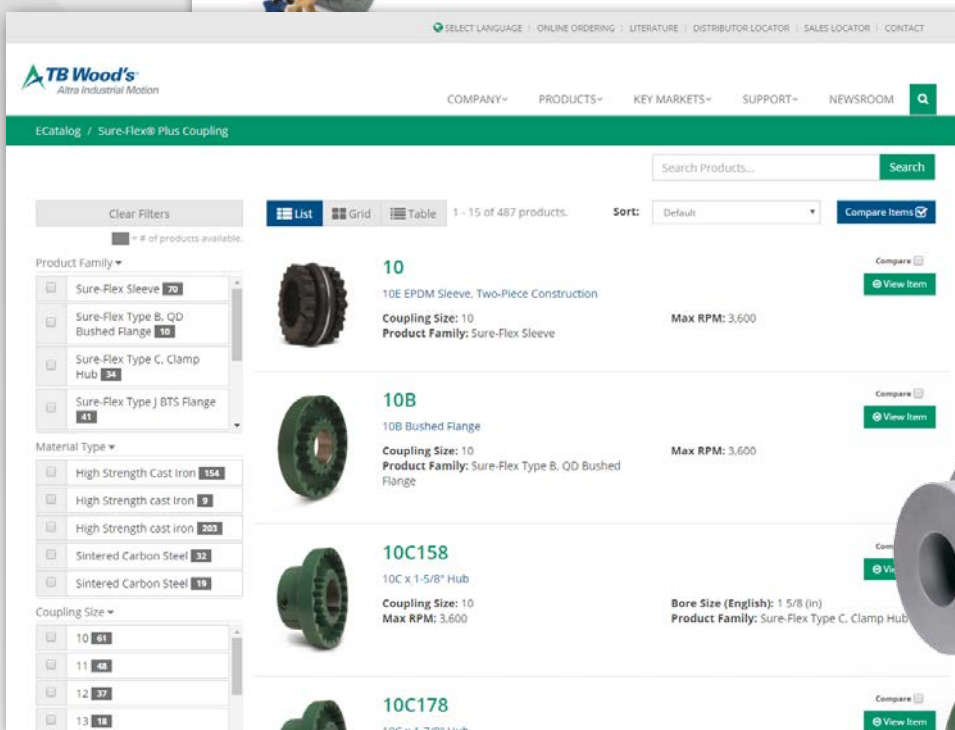 SELECT LANGUAGE | ONLINE ORDERING | LITERATURE | DISTRIBUTOR LOCATOR | SALES LOCATOR | CONTACT
TB Wood's
Altra Industrial Motion
COMPANY PRODUCTS KEY MARKETS SUPPORT NEWSROOM
ECatalog / Sure-Flex® Plus Coupling
Search Products... Search
Clear Filters
List Grid Table 1 - 15 of 487 products. Sort: Default Compare Items
= # of products available.
Product Family
Sure-Flex Sleeve 70
Sure-Flex Type B, QD
Bushed Flange 10
Sure-Flex Type C, Clamp
Hub 34
Sure-Flex Type J BTS Flange
41
Material Type
High Strength Cast Iron 154
High Strength cast Iron 9
High Strength cast iron 203
Sintered Carbon Steel 32
Sintered Carbon Steel 19
Coupling Size
10 61
11 48
12 37
13 18
10
Compare
10E EPDM Sleeve, Two-Piece Construction
View Item
Coupling Size: 10 Max RPM: 3,600
Product Family: Sure-Flex Sleeve
10B
Compare
10B Bushed Flange
View Item
Coupling Size: 10 Max RPM: 3,600
Product Family: Sure-Flex Type B, QD Bushed
Flange
10C158
10C x 1-5/8" Hub
Coupling Size: 10 Bore Size (English): 1 5/8 (in)
Max RPM: 3,600 Product Family: Sure-Flex Type C, Clamp Hub
10C178
Compare
10C x 1-7/8" Hub
View Item